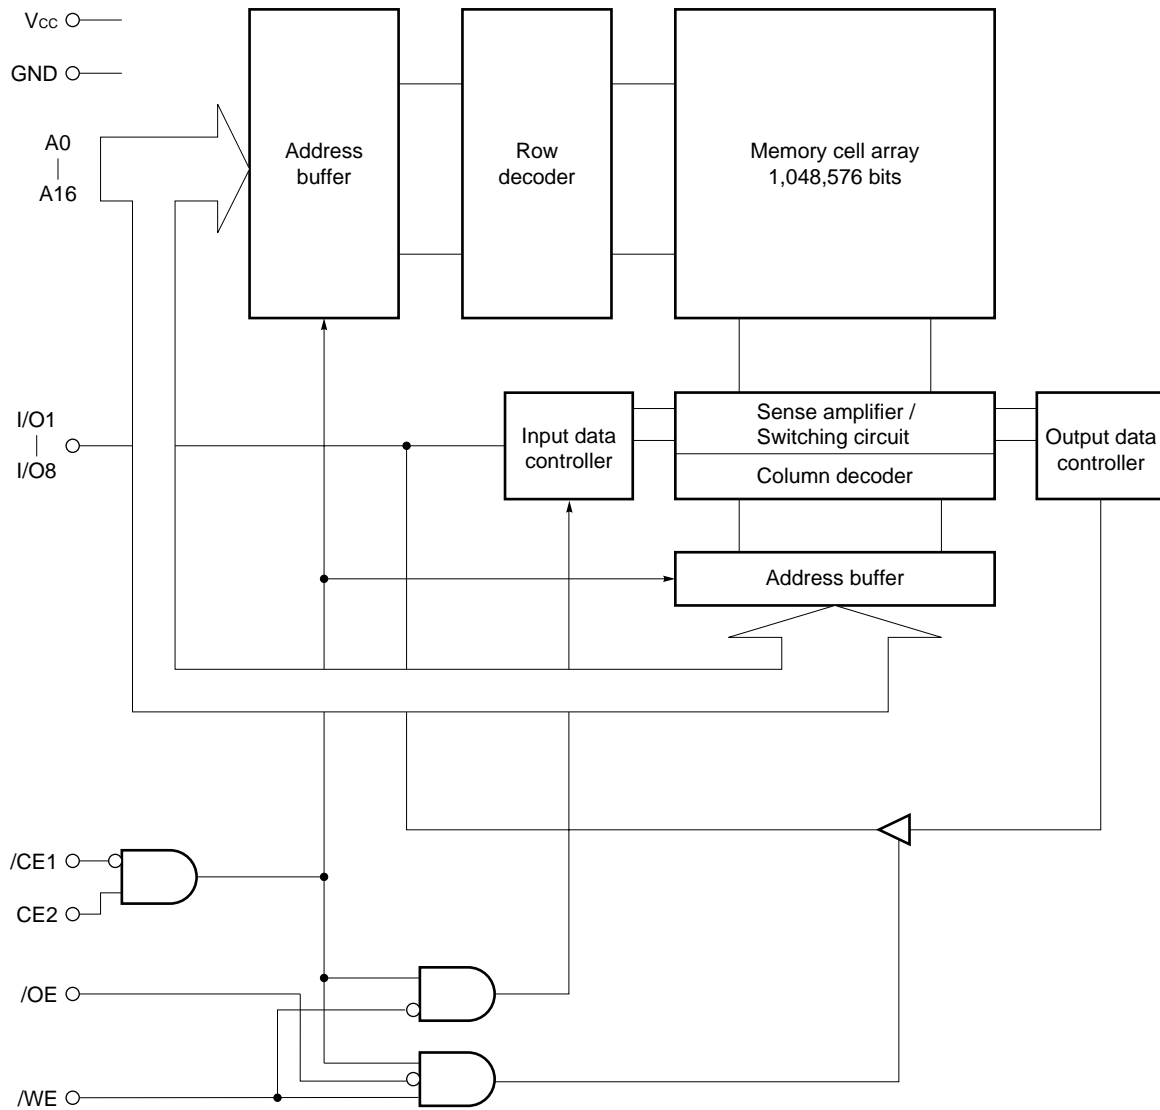 Vcc
GND
A0
A16
Address
buffer
Row
decoder
Memory cell array
1,048,576 bits
I/O1
I/O8
Input data
controller
Sense amplifier /
Switching circuit
Column decoder
Output data
controller
Address buffer
/CE1
CE2
/OE
/WE